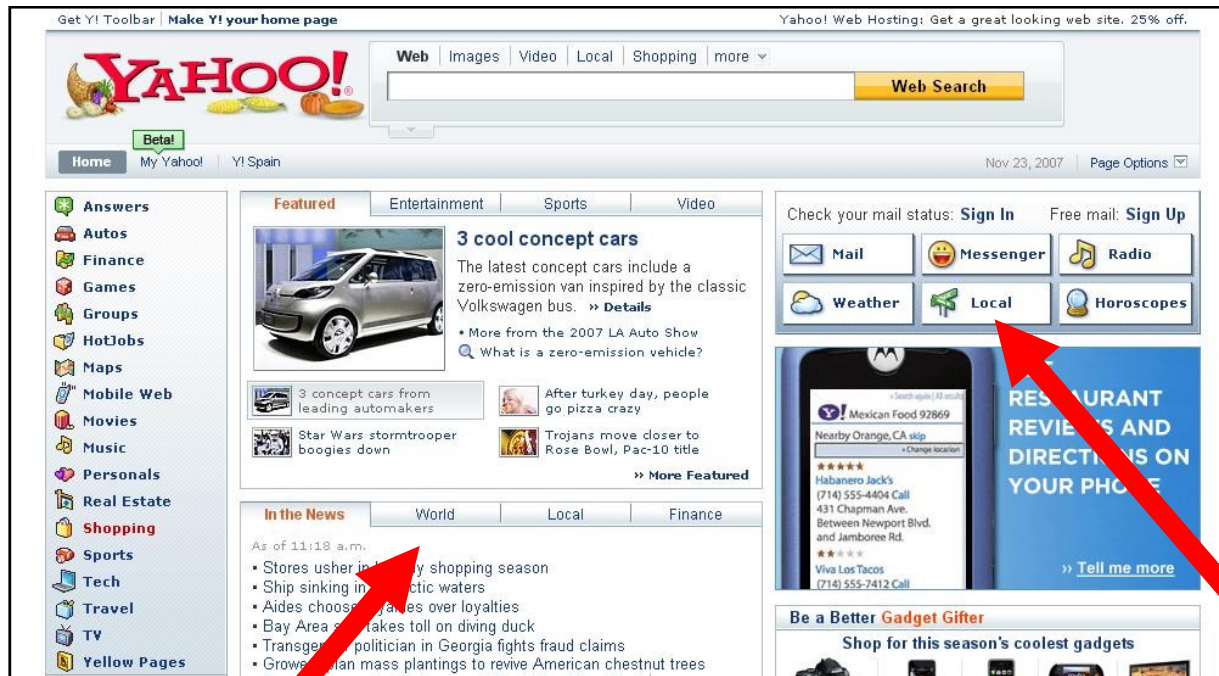 Get Y! Toolbar | Make Y! your home page
Yahoo! Web Hosting: Get a great looking web site. 25% off.
YAHOO!
Web | Images | Video | Local | Shopping | more
Web Search
Beta!
Home My Yahoo! Y! Spain
Nov 23, 2007 Page Options
Answers
Autos
Finance
Games
Groups
HotJobs
Maps
Mobile Web
Movies
Music
Personals
Real Estate
Shopping
Sports
Tech
Travel
TV
Yellow Pages
Featured Entertainment Sports Video
3 cool concept cars
The latest concept cars include a
zero-emission van inspired by the classic
Volkswagen bus. » Details
• More from the 2007 LA Auto Show
What is a zero-emission vehicle?
3 concept cars from
leading automakers
After turkey day, people
go pizza crazy
Star Wars stormtrooper
boogies down
Trojans move closer to
Rose Bowl, Pac-10 title
» More Featured
In the News World Local Finance
As of 11:18 a.m.
• Stores usher in shopping season
• Ship sinking in waters
• Aides choose over loyalties
• Bay Area takes toll on diving duck
• politician in Georgia fights fraud claims
• plan mass plantings to revive American chestnut trees
Check your mail status: Sign In Free mail: Sign Up
Mail Messenger Radio
Weather Local Horoscopes
Y! Mexican Food 92869
Nearby Orange, CA skip
» Change location
Habanero Jack's
(714) 555-4404 Call
431 Chapman Ave.
Between Newport Blvd.
and Jamboree Rd.
Viva Los Tacos
(714) 555-7412 Call
RESTAURANT
REVIEWS AND
DIRECTIONS ON
YOUR PHONE
» Tell me more
Be a Better Gadget Gifter
Shop for this season's coolest gadgets